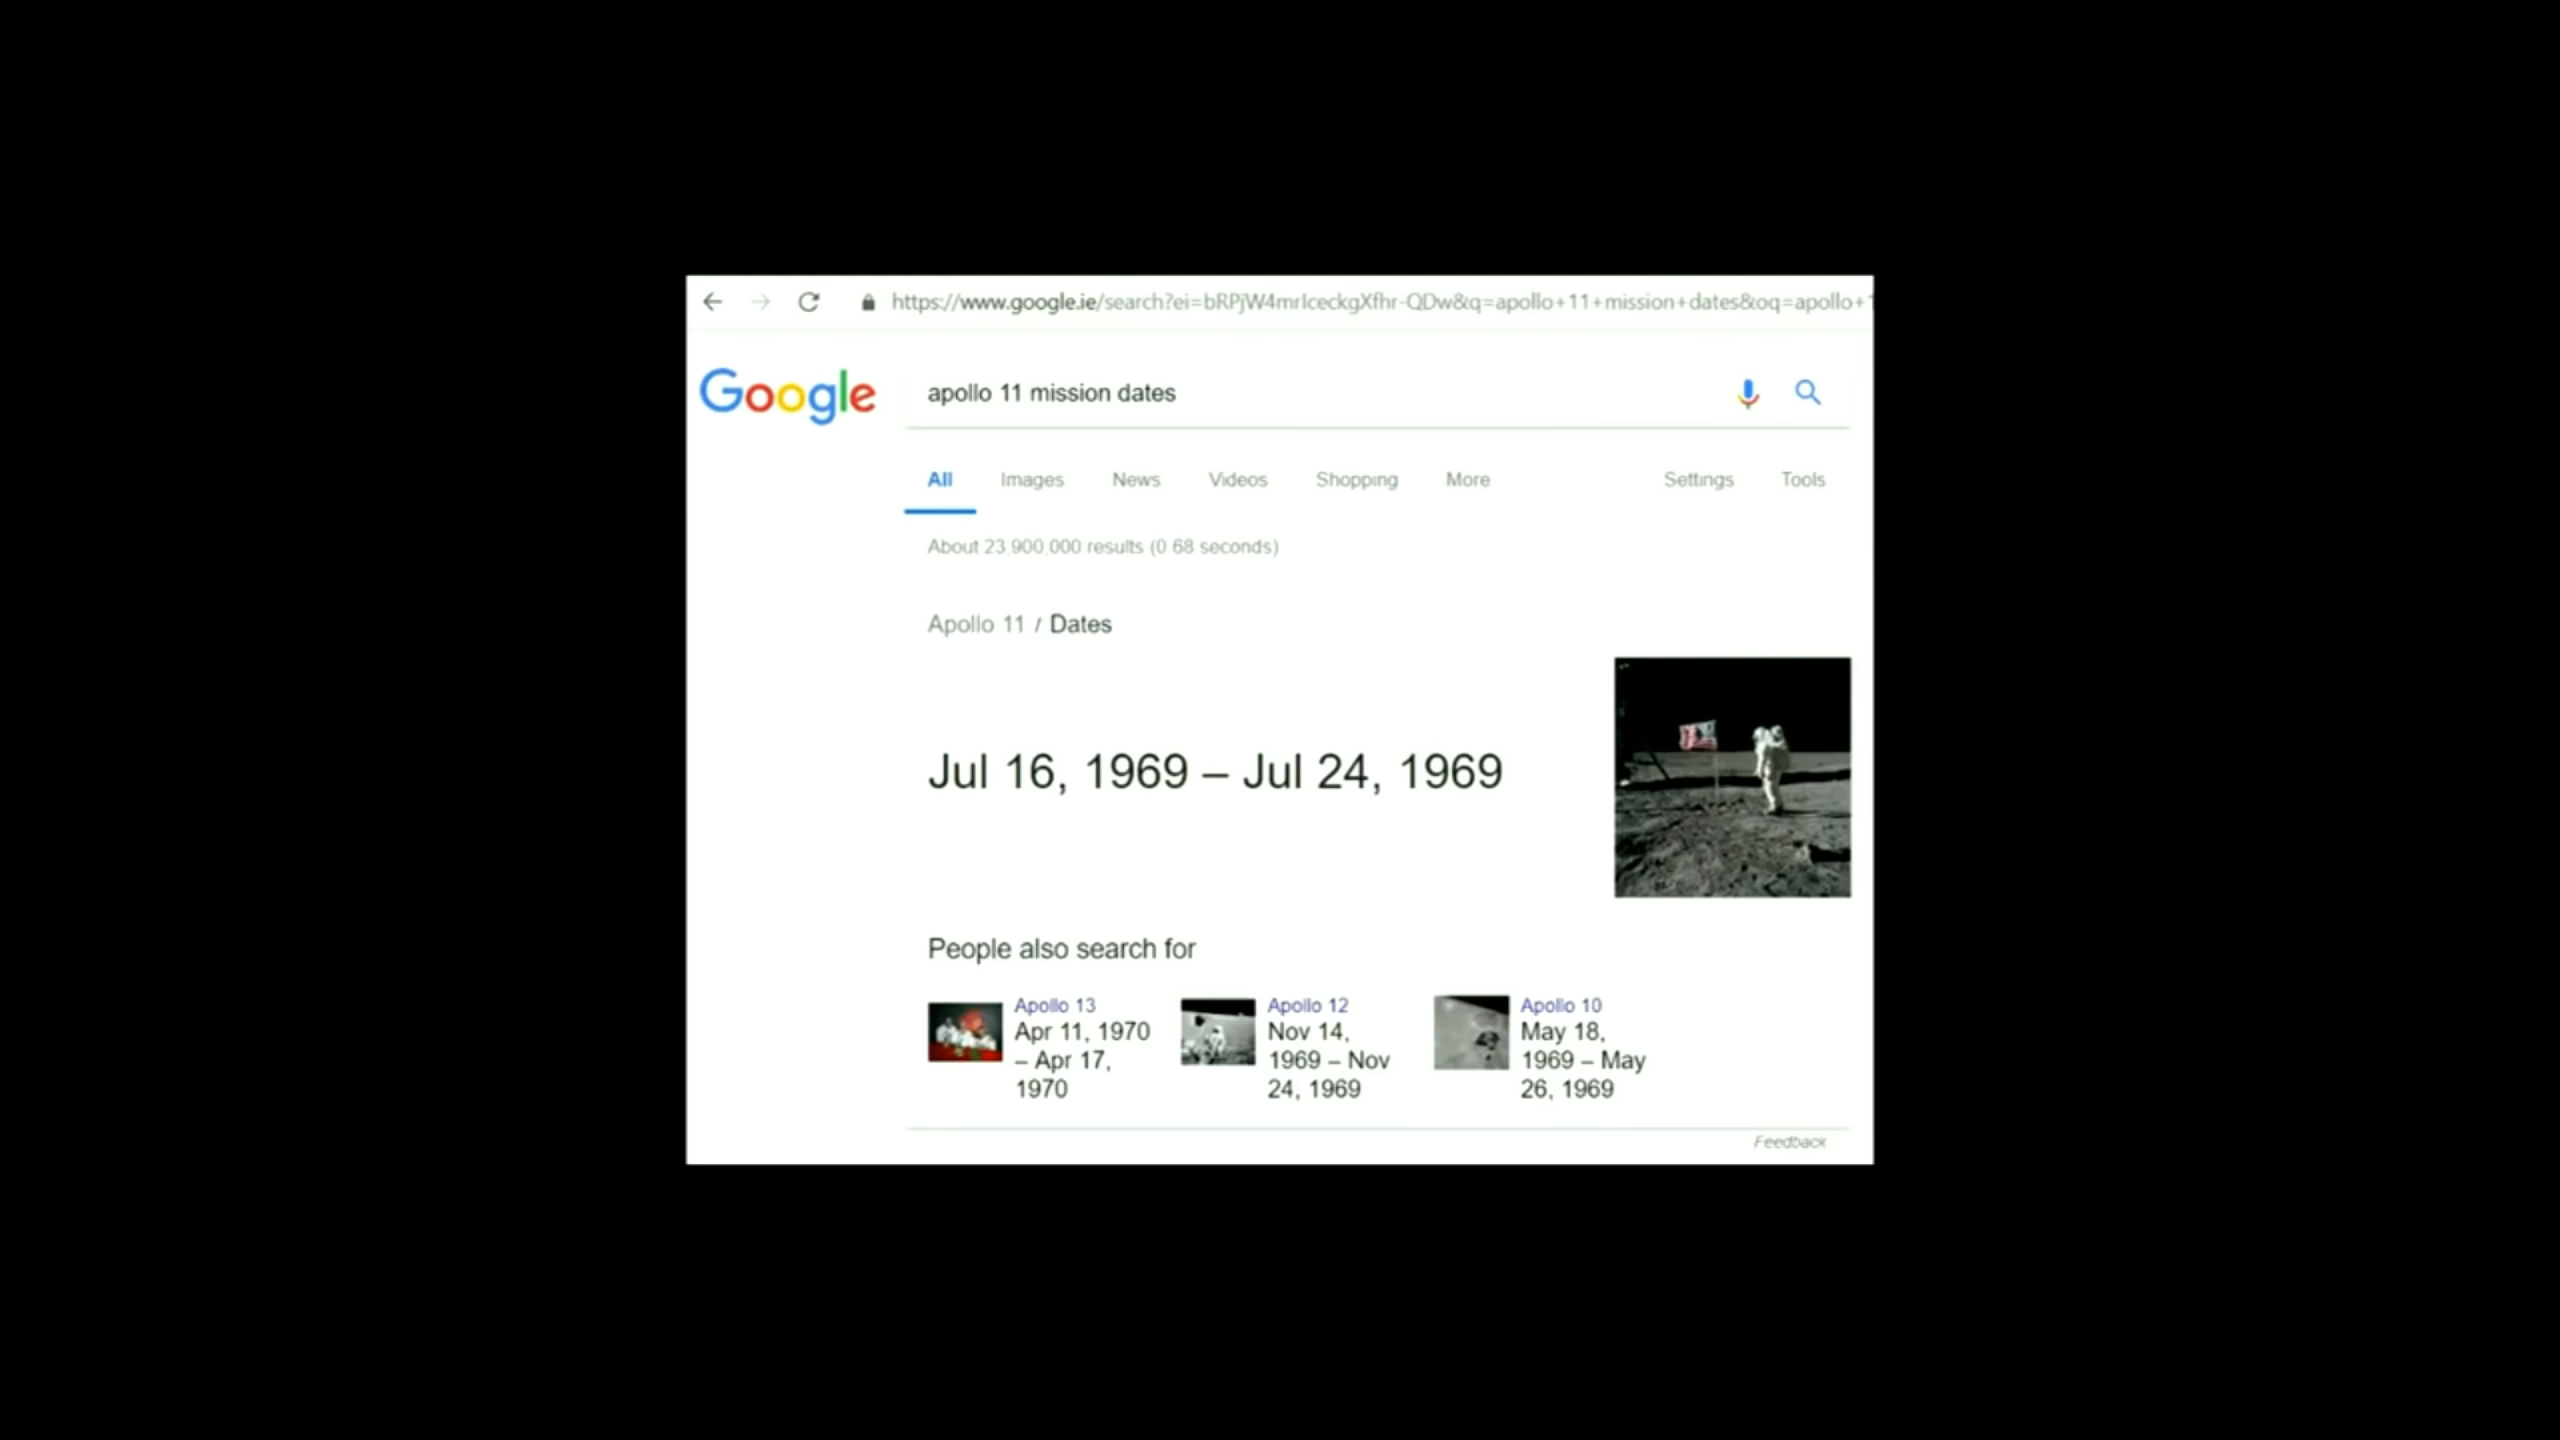 https://www.google.ie/search?ei=bRPjW4mrIceckgXfhr-QDw&q=apollo+11+mission+dates&oq=apollo+1
Google
apollo 11 mission dates
All Images News Videos Shopping More Settings Tools
About 23,900,000 results (0.68 seconds)
Apollo 11 / Dates
Jul 16, 1969 – Jul 24, 1969
People also search for
Apollo 13
Apr 11, 1970
– Apr 17,
1970
Apollo 12
Nov 14,
1969 – Nov
24, 1969
Apollo 10
May 18,
1969 – May
26, 1969
Feedback